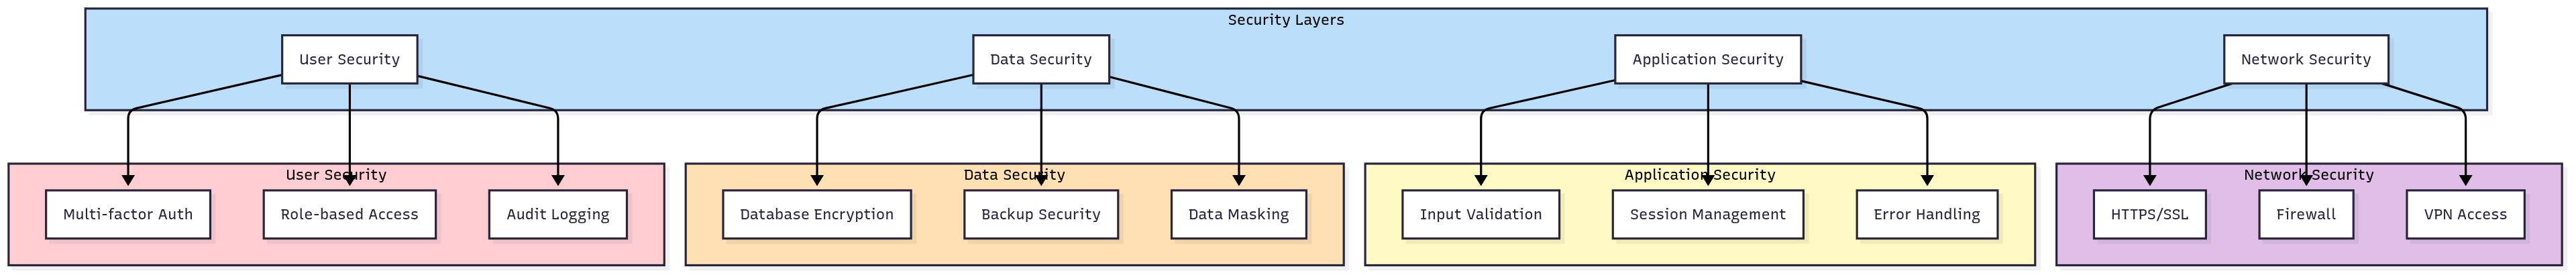 Security Layers
User Security
Data Security
Application Security
Network Security
User Security
Data Security
Application Security
Network Security
Multi-factor Auth
Role-based Access
Audit Logging
Database Encryption
Backup Security
Data Masking
Input Validation
Session Management
Error Handling
HTTPS/SSL
Firewall
VPN Access